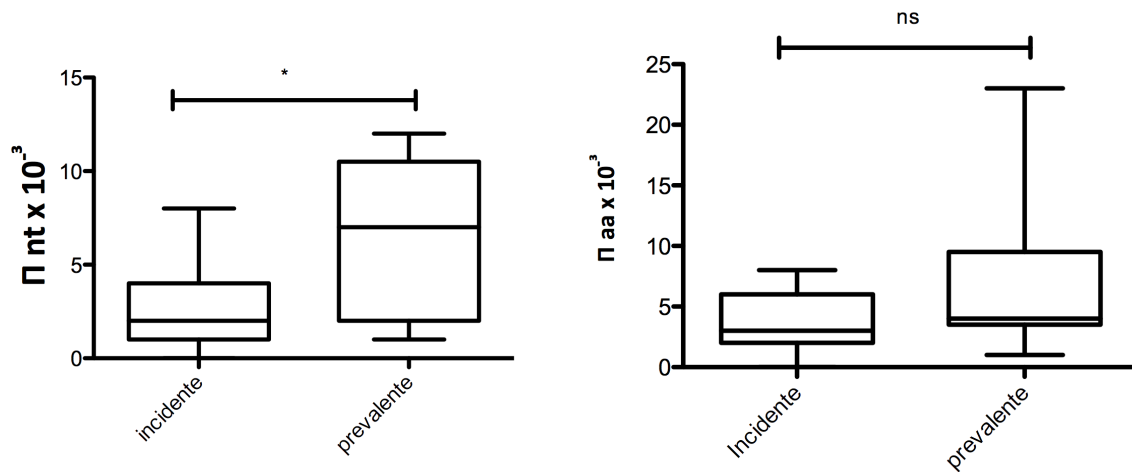 *
15
10
5
0
Π nt x 10⁻³
incidente
prevalente
ns
25
20
15
10
5
0
Π aa x 10⁻³
Incidente
prevalente